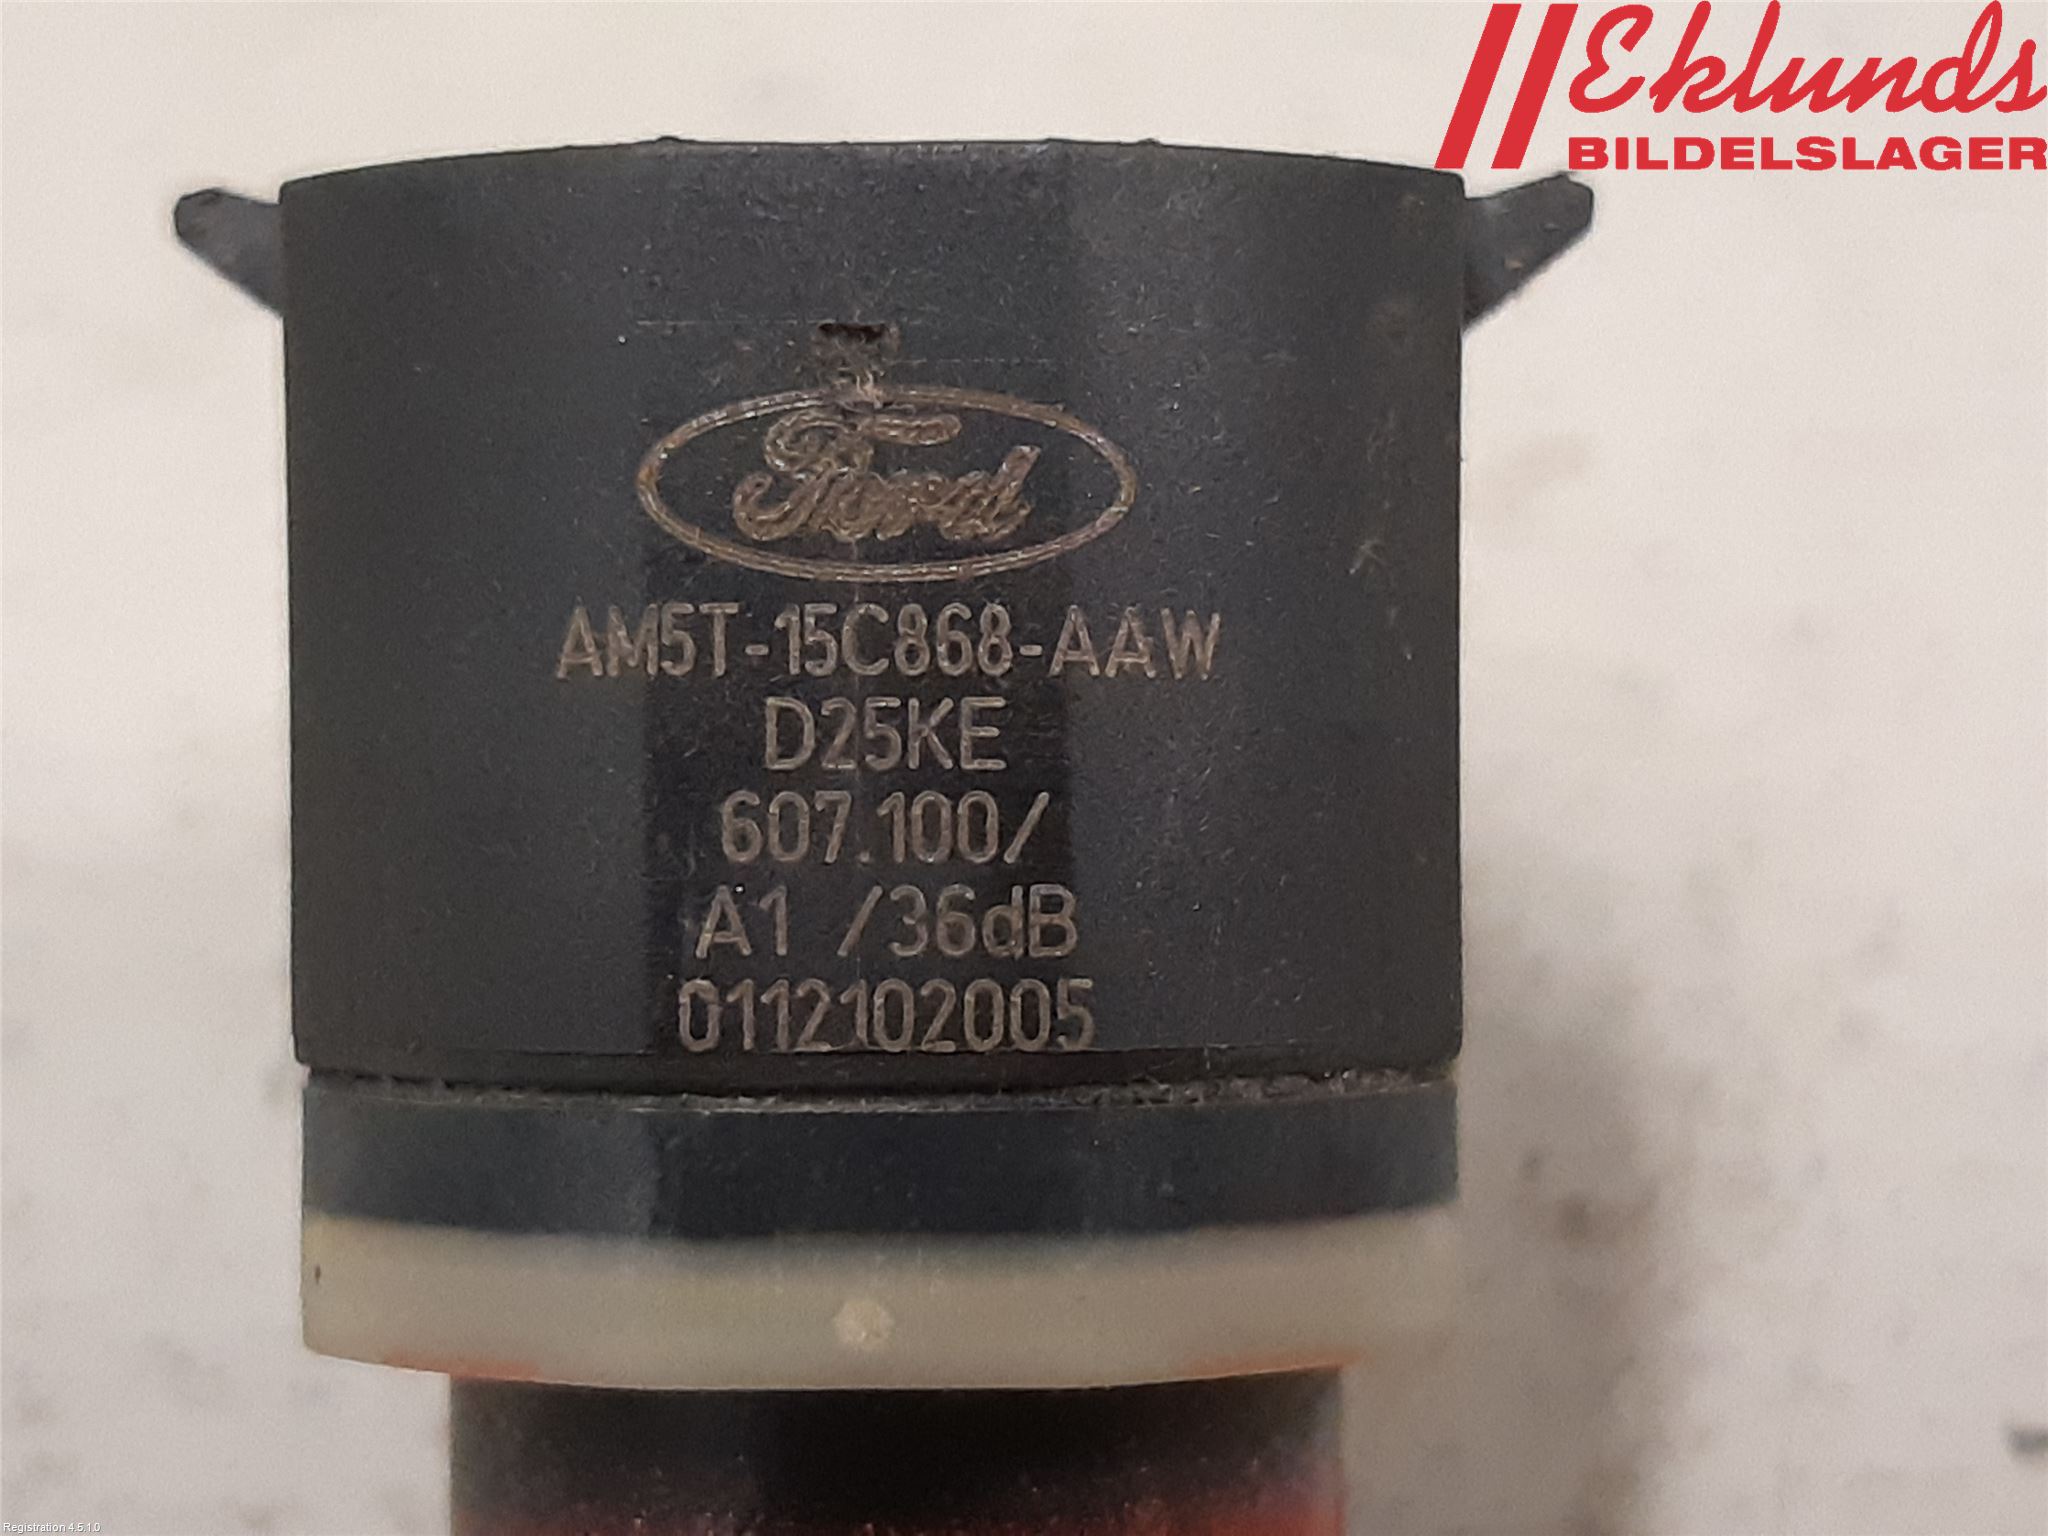 Eklunds
BILDELSLAGER
Ford
AM5T-15C868-AAW
D25KE
607.100/
A1 /36dB
0112102005
Registration 4.5.1.0